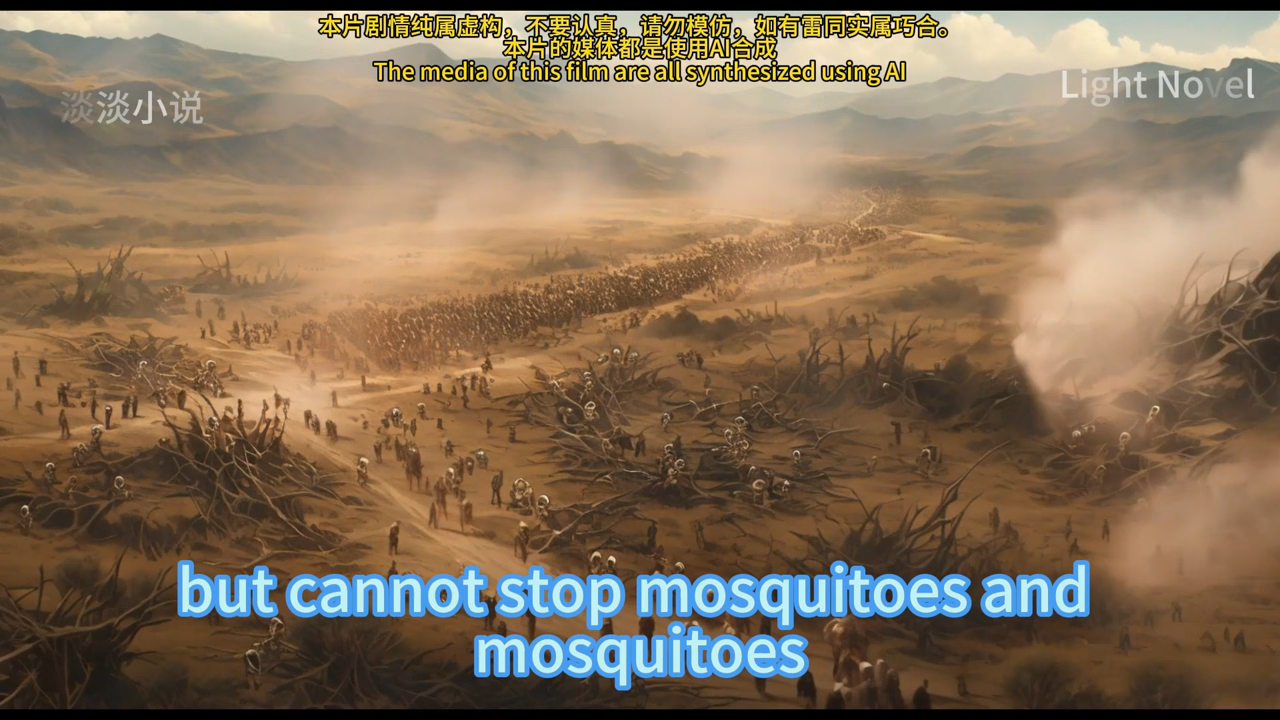 本片剧情纯属虚构，不要认真，请勿模仿，如有雷同实属巧合。
本片的媒体都是使用AI合成
The media of this film are all synthesized using AI
淡淡小说
Light Novel
but cannot stop mosquitoes and
mosquitoes